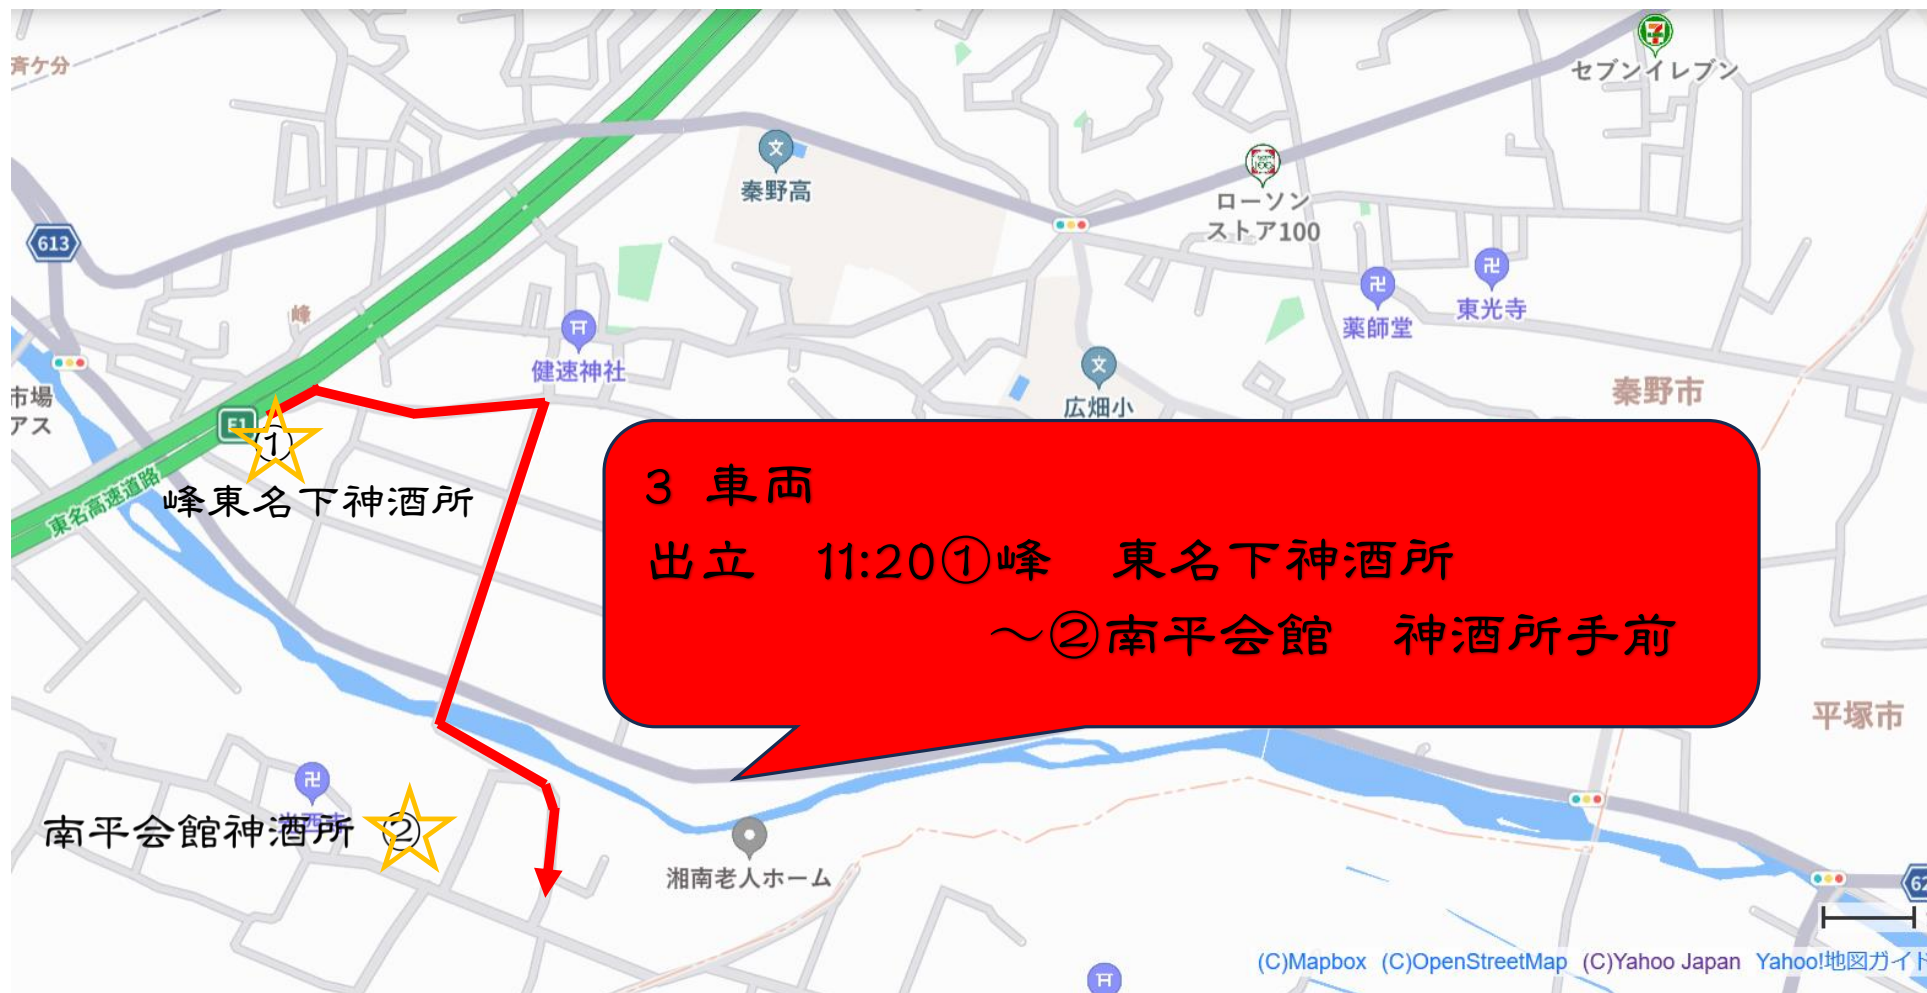 斉ケ分
セブンイレブン
秦野高
ローソン
ストア100
613
東光寺
薬師堂
峰
健速神社
広畑小
秦野市
市場
アス
E1
①
東名高速道路
峰東名下神酒所
3 車両
出立 11:20①峰 東名下神酒所
～②南平会館 神酒所手前
平塚市
南平会館神酒所 ②
湘南老人ホーム
62
(C)Mapbox (C)OpenStreetMap (C)Yahoo Japan Yahoo!地図ガイド